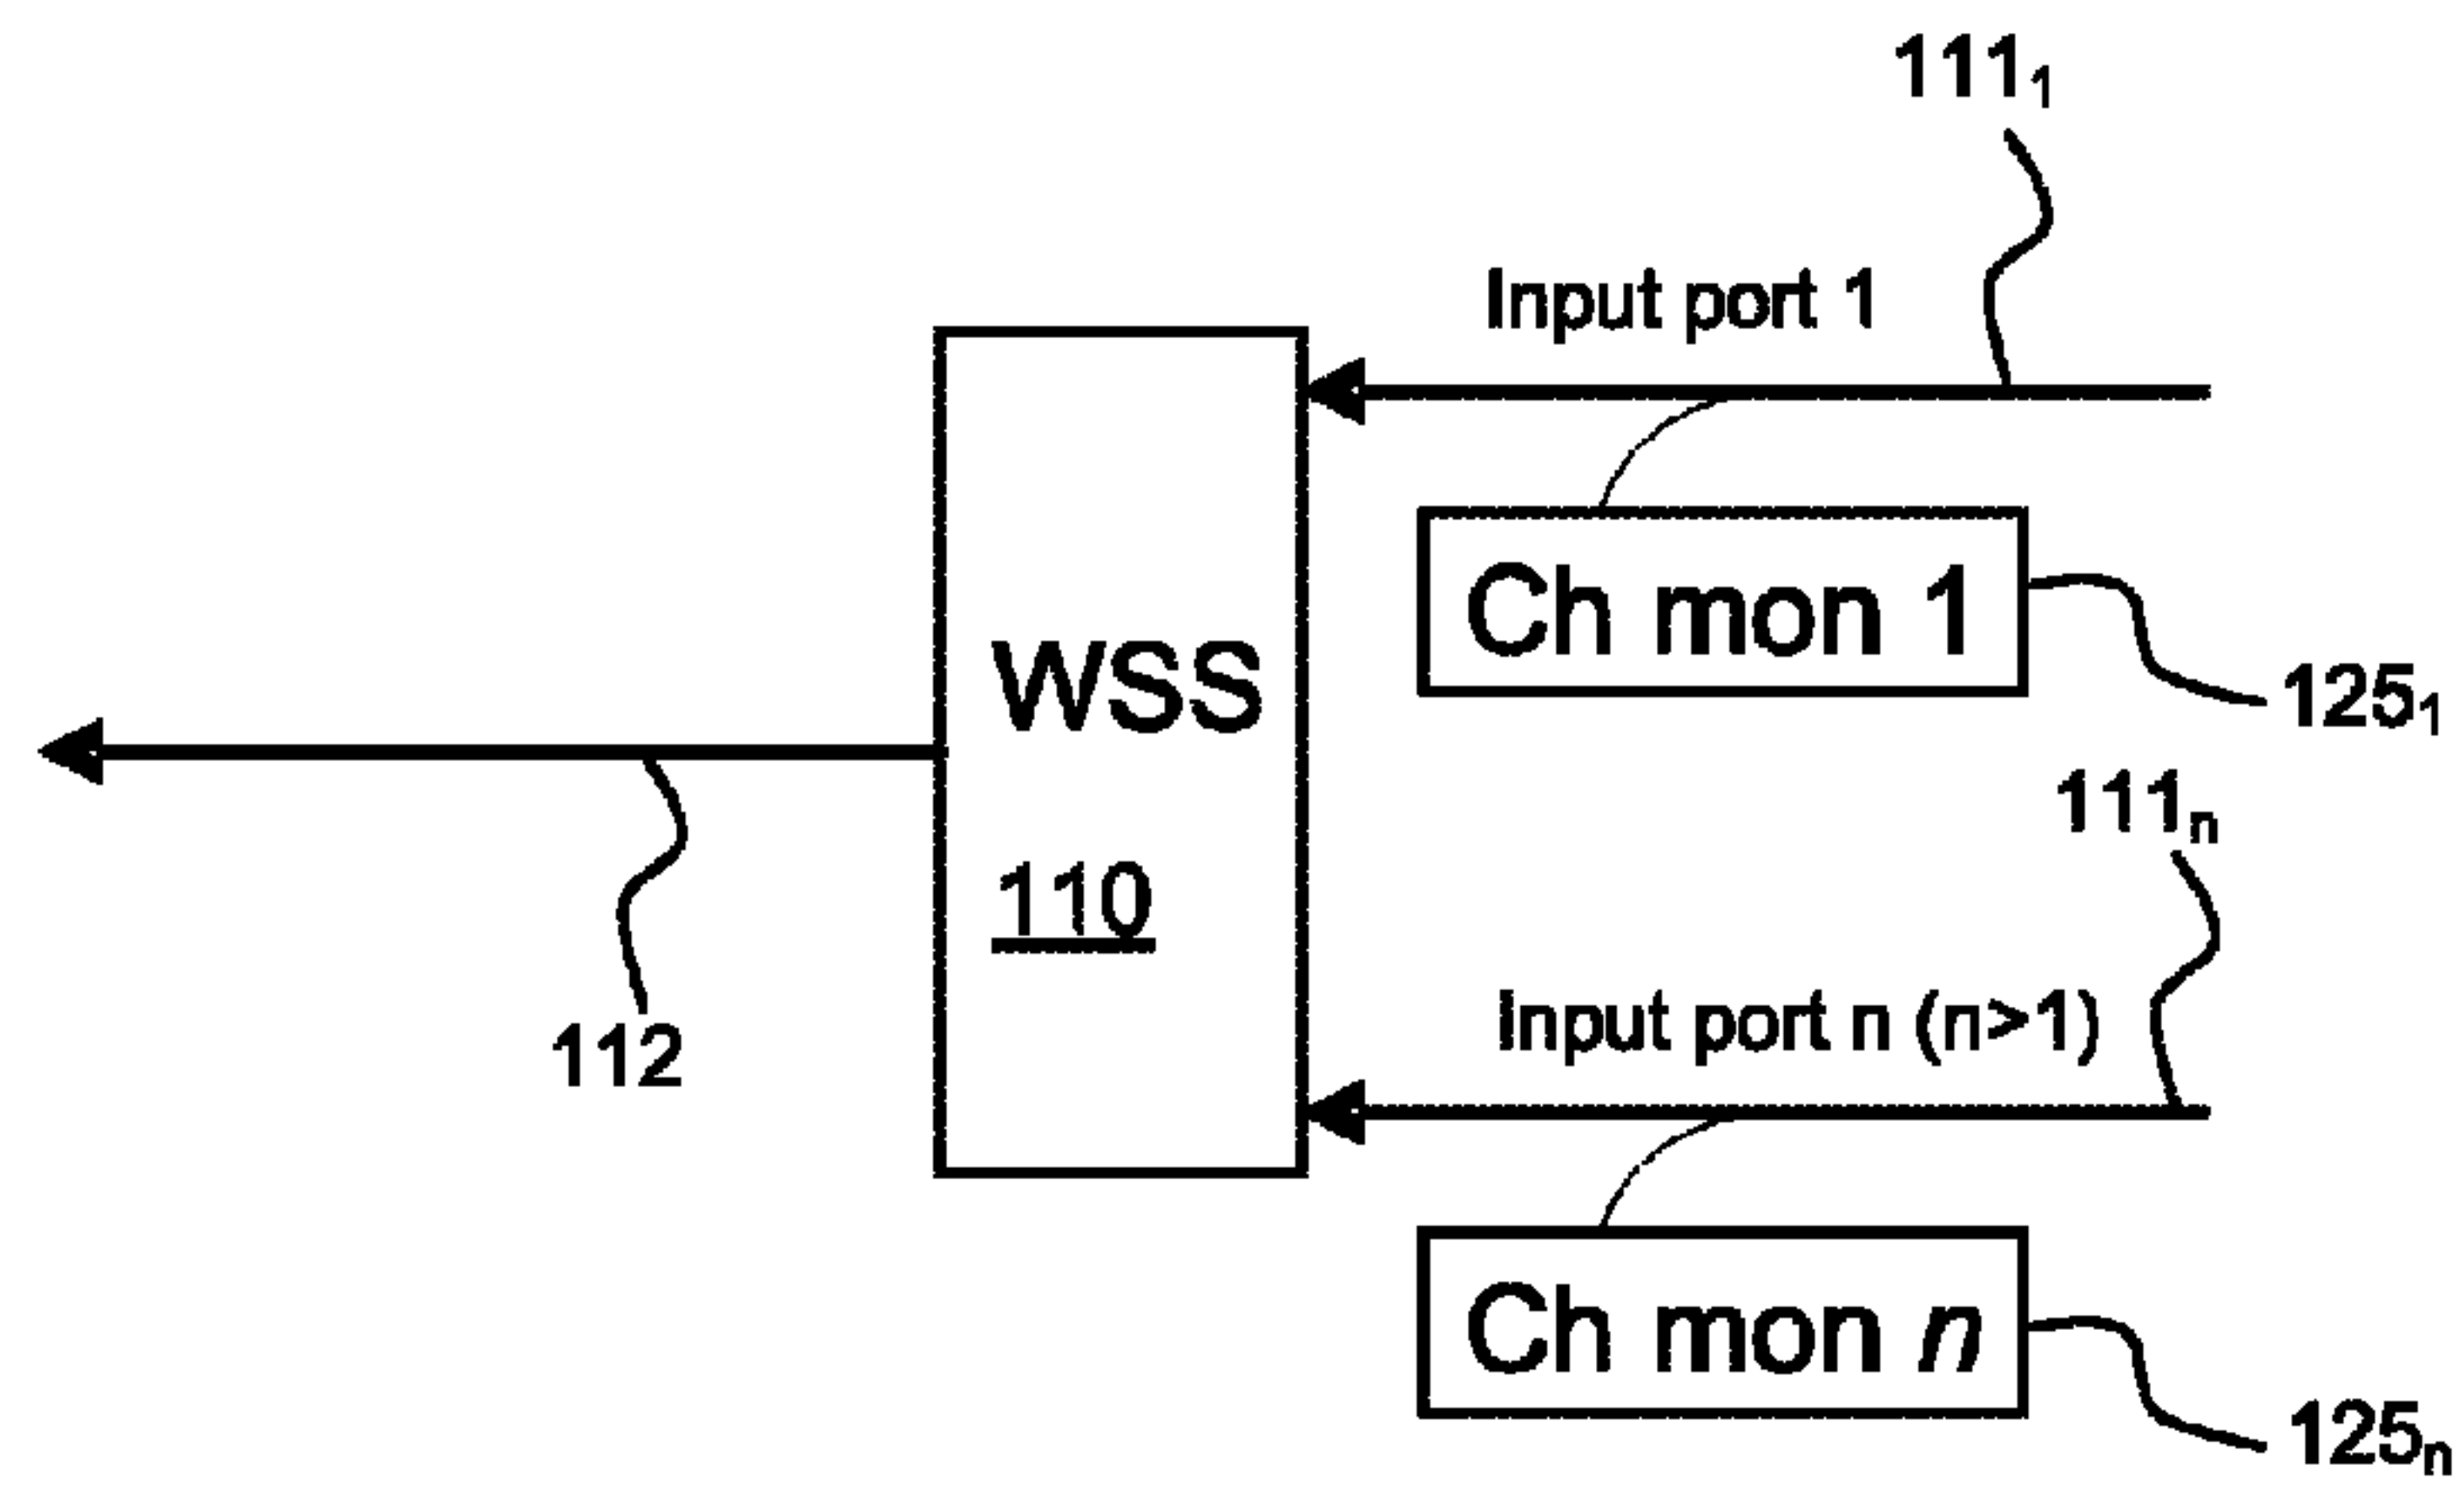 111₁
Input port 1
Ch mon 1
WSS
125₁
111ₙ
110
Input port n (n>1)
112
Ch mon n
125ₙ